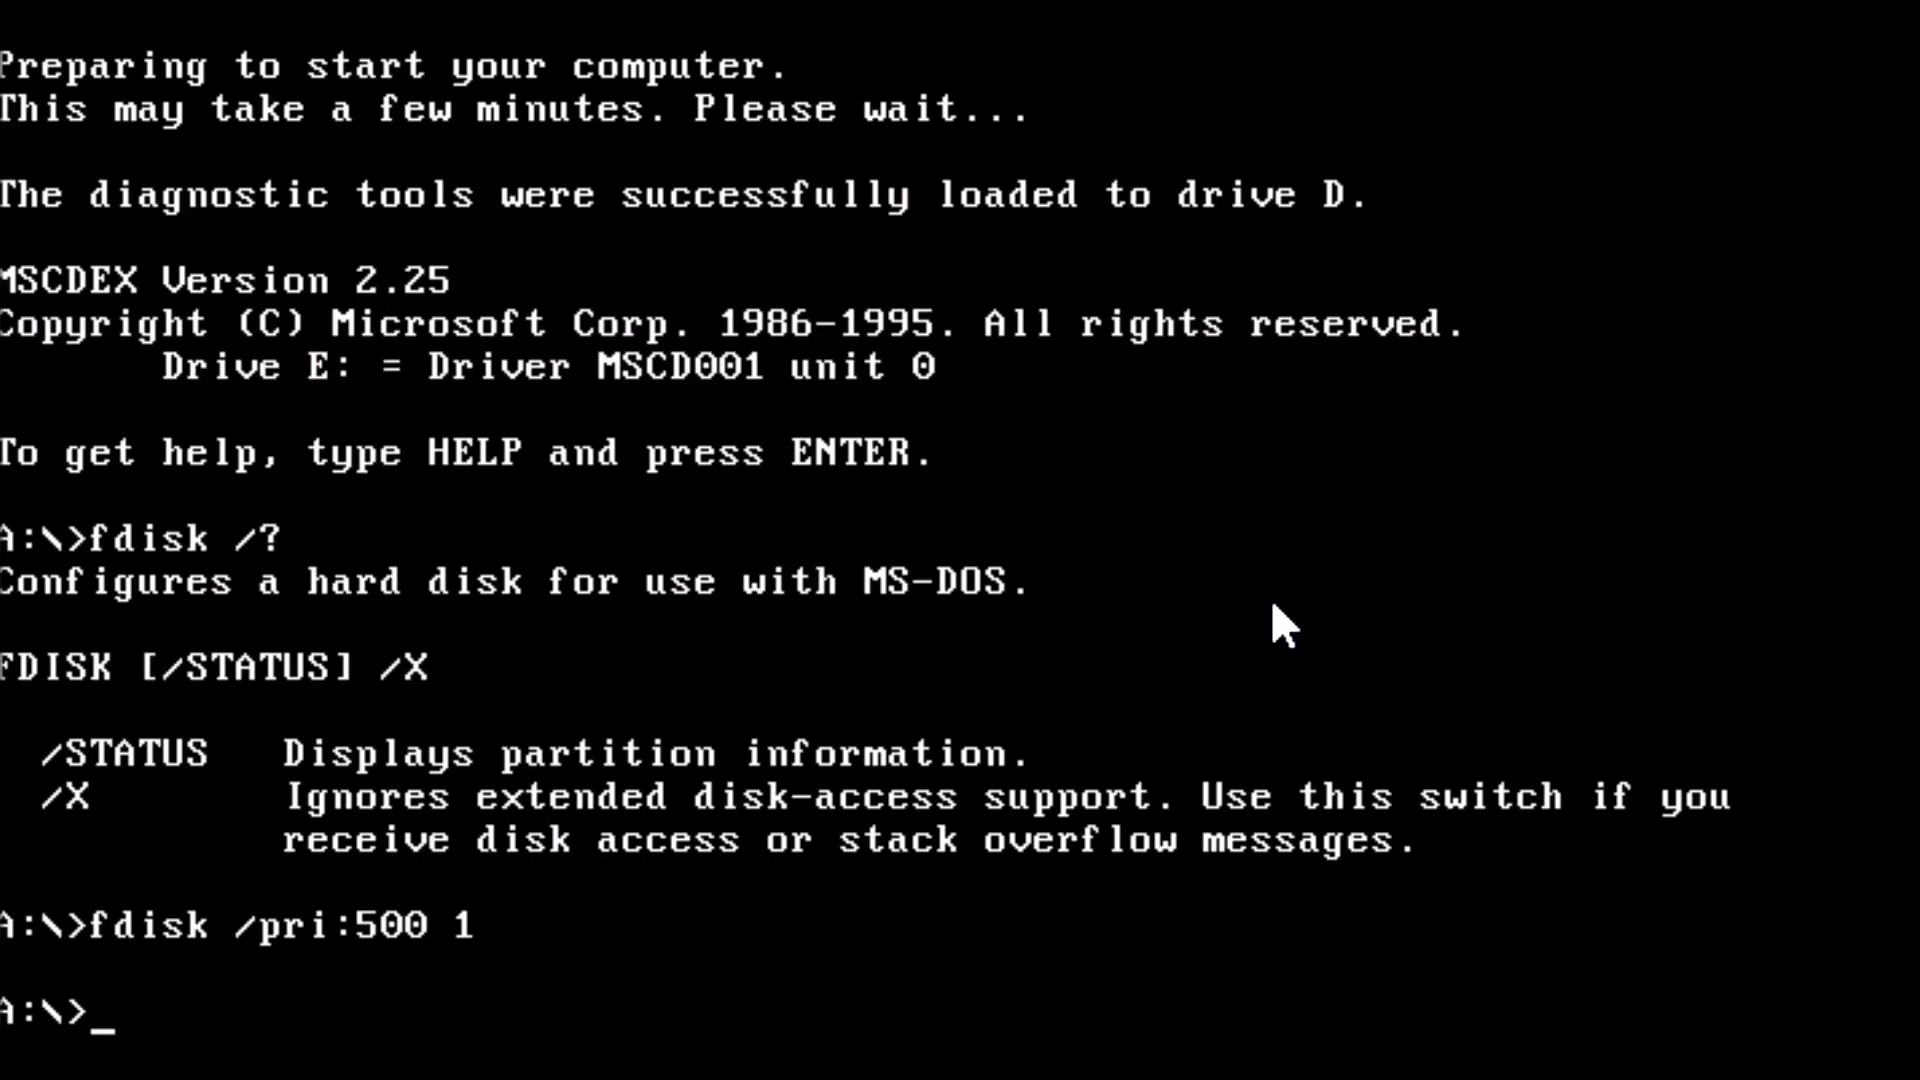 Preparing to start your computer.
This may take a few minutes. Please wait...
The diagnostic tools were successfully loaded to drive D.
MSCDEX Version 2.25
Copyright (C) Microsoft Corp. 1986-1995. All rights reserved.
Drive E: = Driver MSCD001 unit 0
To get help, type HELP and press ENTER.
A:\>fdisk /?
Configures a hard disk for use with MS-DOS.
FDISK [/STATUS] /X
/STATUS Displays partition information.
/X Ignores extended disk-access support. Use this switch if you
receive disk access or stack overflow messages.
A:\>fdisk /pri:500 1
A:\>_